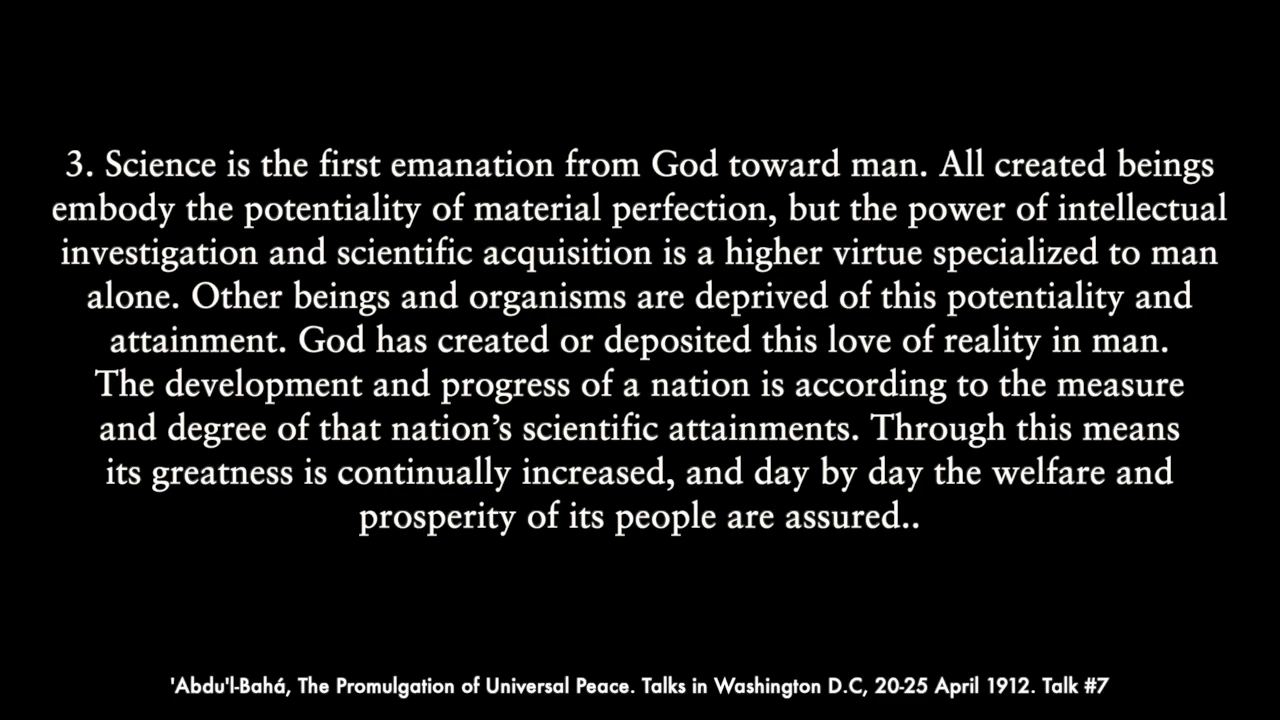 3. Science is the first emanation from God toward man. All created beings
embody the potentiality of material perfection, but the power of intellectual
investigation and scientific acquisition is a higher virtue specialized to man
alone. Other beings and organisms are deprived of this potentiality and
attainment. God has created or deposited this love of reality in man.
The development and progress of a nation is according to the measure
and degree of that nation’s scientific attainments. Through this means
its greatness is continually increased, and day by day the welfare and
prosperity of its people are assured..
'Abdu'l-Bahá, The Promulgation of Universal Peace. Talks in Washington D.C, 20-25 April 1912. Talk #7